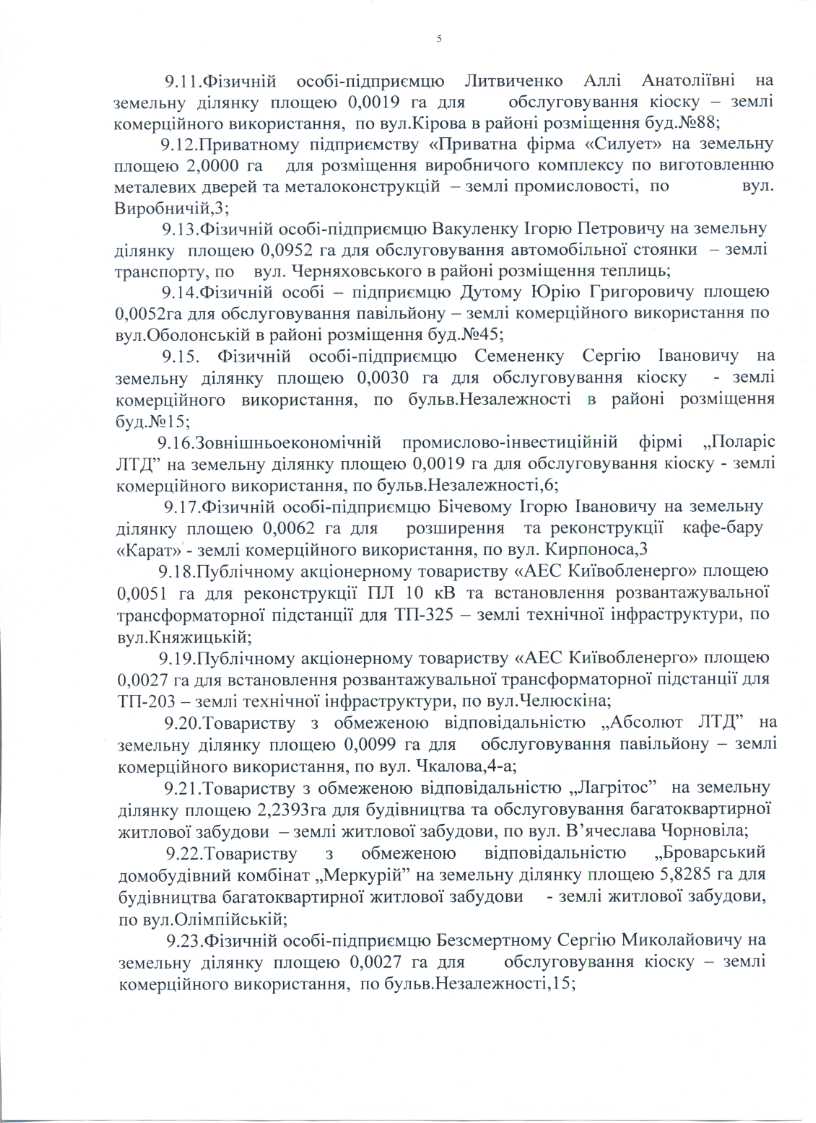 5
9.11.Фізичній особі-підприємцю Литвиченко Аллі Анатоліївні на
земельну ділянку площею 0,0019 га для обслуговування кіоску – землі
комерційного використання, по вул.Кірова в районі розміщення буд.№88;
9.12.Приватному підприємству «Приватна фірма «Силует» на земельну
площею 2,0000 га для розміщення виробничого комплексу по виготовленню
металевих дверей та металоконструкцій – землі промисловості, по вул.
Виробничій,3;
9.13.Фізичній особі-підприємцю Вакуленку Ігорю Петровичу на земельну
ділянку площею 0,0952 га для обслуговування автомобільної стоянки – землі
транспорту, по вул. Черняховського в районі розміщення теплиць;
9.14.Фізичній особі – підприємцю Дутому Юрію Григоровичу площею
0,0052га для обслуговування павільйону – землі комерційного використання по
вул.Оболонській в районі розміщення буд.№45;
9.15. Фізичній особі-підприємцю Семененку Сергію Івановичу на
земельну ділянку площею 0,0030 га для обслуговування кіоску - землі
комерційного використання, по бульв.Незалежності в районі розміщення
буд.№15;
9.16.Зовнішньоекономічній промислово-інвестиційній фірмі „Поларіс
ЛТД” на земельну ділянку площею 0,0019 га для обслуговування кіоску - землі
комерційного використання, по бульв.Незалежності,6;
9.17.Фізичній особі-підприємцю Бічевому Ігорю Івановичу на земельну
ділянку площею 0,0062 га для розширення та реконструкції кафе-бару
«Карат» - землі комерційного використання, по вул. Кирпоноса,3
9.18.Публічному акціонерному товариству «АЕС Київобленерго» площею
0,0051 га для реконструкції ПЛ 10 кВ та встановлення розвантажувальної
трансформаторної підстанції для ТП-325 – землі технічної інфраструктури, по
вул.Княжицькій;
9.19.Публічному акціонерному товариству «АЕС Київобленерго» площею
0,0027 га для встановлення розвантажувальної трансформаторної підстанції для
ТП-203 – землі технічної інфраструктури, по вул.Челюскіна;
9.20.Товариству з обмеженою відповідальністю „Абсолют ЛТД” на
земельну ділянку площею 0,0099 га для обслуговування павільйону – землі
комерційного використання, по вул. Чкалова,4-а;
9.21.Товариству з обмеженою відповідальністю „Лагрітос” на земельну
ділянку площею 2,2393га для будівництва та обслуговування багатоквартирної
житлової забудови – землі житлової забудови, по вул. В’ячеслава Чорновіла;
9.22.Товариству з обмеженою відповідальністю „Броварський
домобудівний комбінат „Меркурій” на земельну ділянку площею 5,8285 га для
будівництва багатоквартирної житлової забудови - землі житлової забудови,
по вул.Олімпійській;
9.23.Фізичній особі-підприємцю Безсмертному Сергію Миколайовичу на
земельну ділянку площею 0,0027 га для обслуговування кіоску – землі
комерційного використання, по бульв.Незалежності,15;